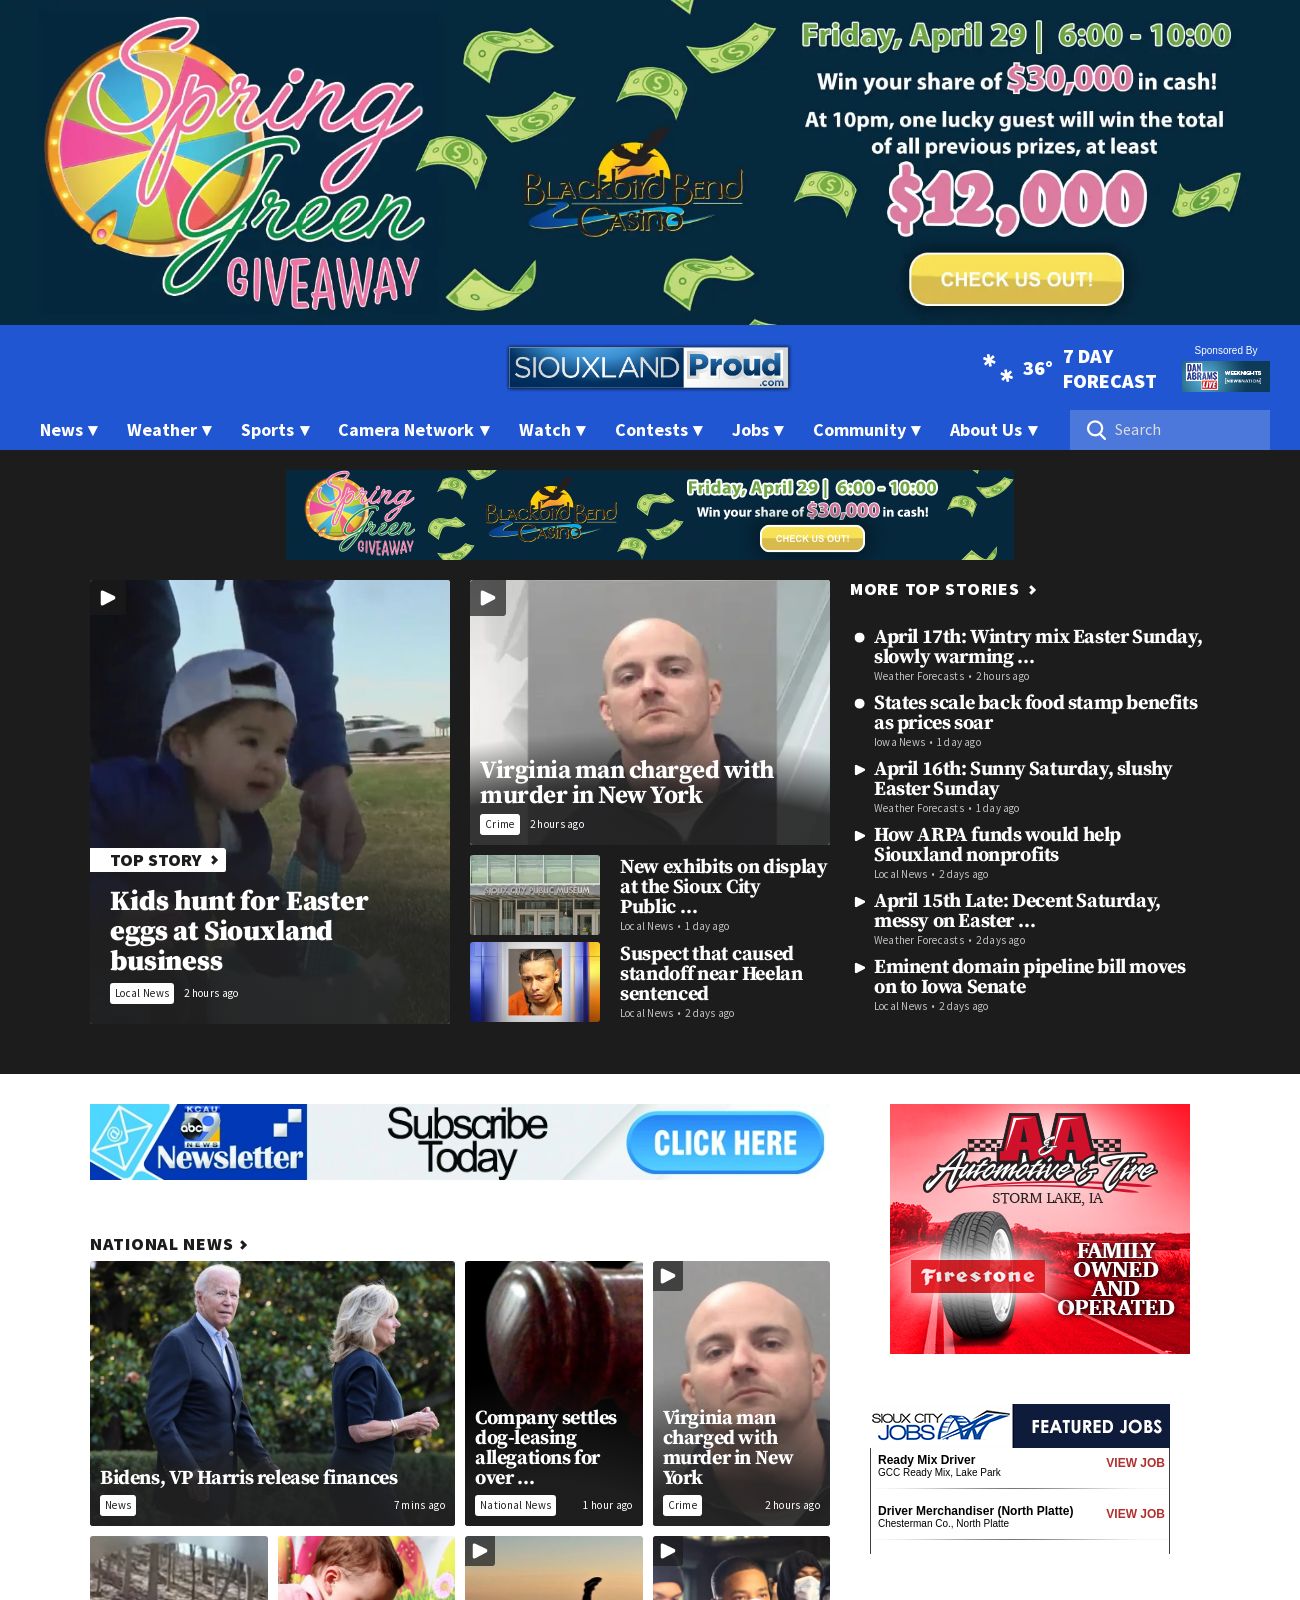 Spring
Green
GIVEAWAY
BLACKBIRD BEND
CASINO
Friday, April 29 | 6:00 - 10:00
Win your share of $30,000 in cash!
At 10pm, one lucky guest will win the total
of all previous prizes, at least
$12,000
CHECK US OUT!
SIOUXLAND Proud
.com
36°
7 DAY
FORECAST
Sponsored By
DAN
ABRAMS
LIVE
WEEKNIGHTS
News ▼
Weather ▼
Sports ▼
Camera Network ▼
Watch ▼
Contests ▼
Jobs ▼
Community ▼
About Us ▼
Search
Spring
Green
GIVEAWAY
BLACKBIRD BEND
CASINO
Friday, April 29 | 6:00 - 10:00
Win your share of $30,000 in cash!
CHECK US OUT!
TOP STORY
Kids hunt for Easter
eggs at Siouxland
business
Local News 2 hours ago
Virginia man charged with
murder in New York
Crime 2 hours ago
SIOUX CITY PUBLIC MUSEUM
New exhibits on display
at the Sioux City
Public …
Local News • 1 day ago
Suspect that caused
standoff near Heelan
sentenced
Local News • 2 days ago
MORE TOP STORIES
April 17th: Wintry mix Easter Sunday,
slowly warming …
Weather Forecasts • 2 hours ago
States scale back food stamp benefits
as prices soar
Iowa News • 1 day ago
April 16th: Sunny Saturday, slushy
Easter Sunday
Weather Forecasts • 1 day ago
How ARPA funds would help
Siouxland nonprofits
Local News • 2 days ago
April 15th Late: Decent Saturday,
messy on Easter …
Weather Forecasts • 2 days ago
Eminent domain pipeline bill moves
on to Iowa Senate
Local News • 2 days ago
KCAU
abc 9
NEWS
Newsletter
Subscribe
Today
CLICK HERE
A&A
Automotive & Tire
STORM LAKE, IA
Firestone
FAMILY
OWNED
AND
OPERATED
NATIONAL NEWS
Bidens, VP Harris release finances
News 7 mins ago
Company settles
dog-leasing
allegations for
over …
National News 1 hour ago
Virginia man
charged with
murder in New
York
Crime 2 hours ago
SIOUX CITY
JOBS
FEATURED JOBS
Ready Mix Driver
GCC Ready Mix, Lake Park
VIEW JOB
Driver Merchandiser (North Platte)
Chesterman Co., North Platte
VIEW JOB